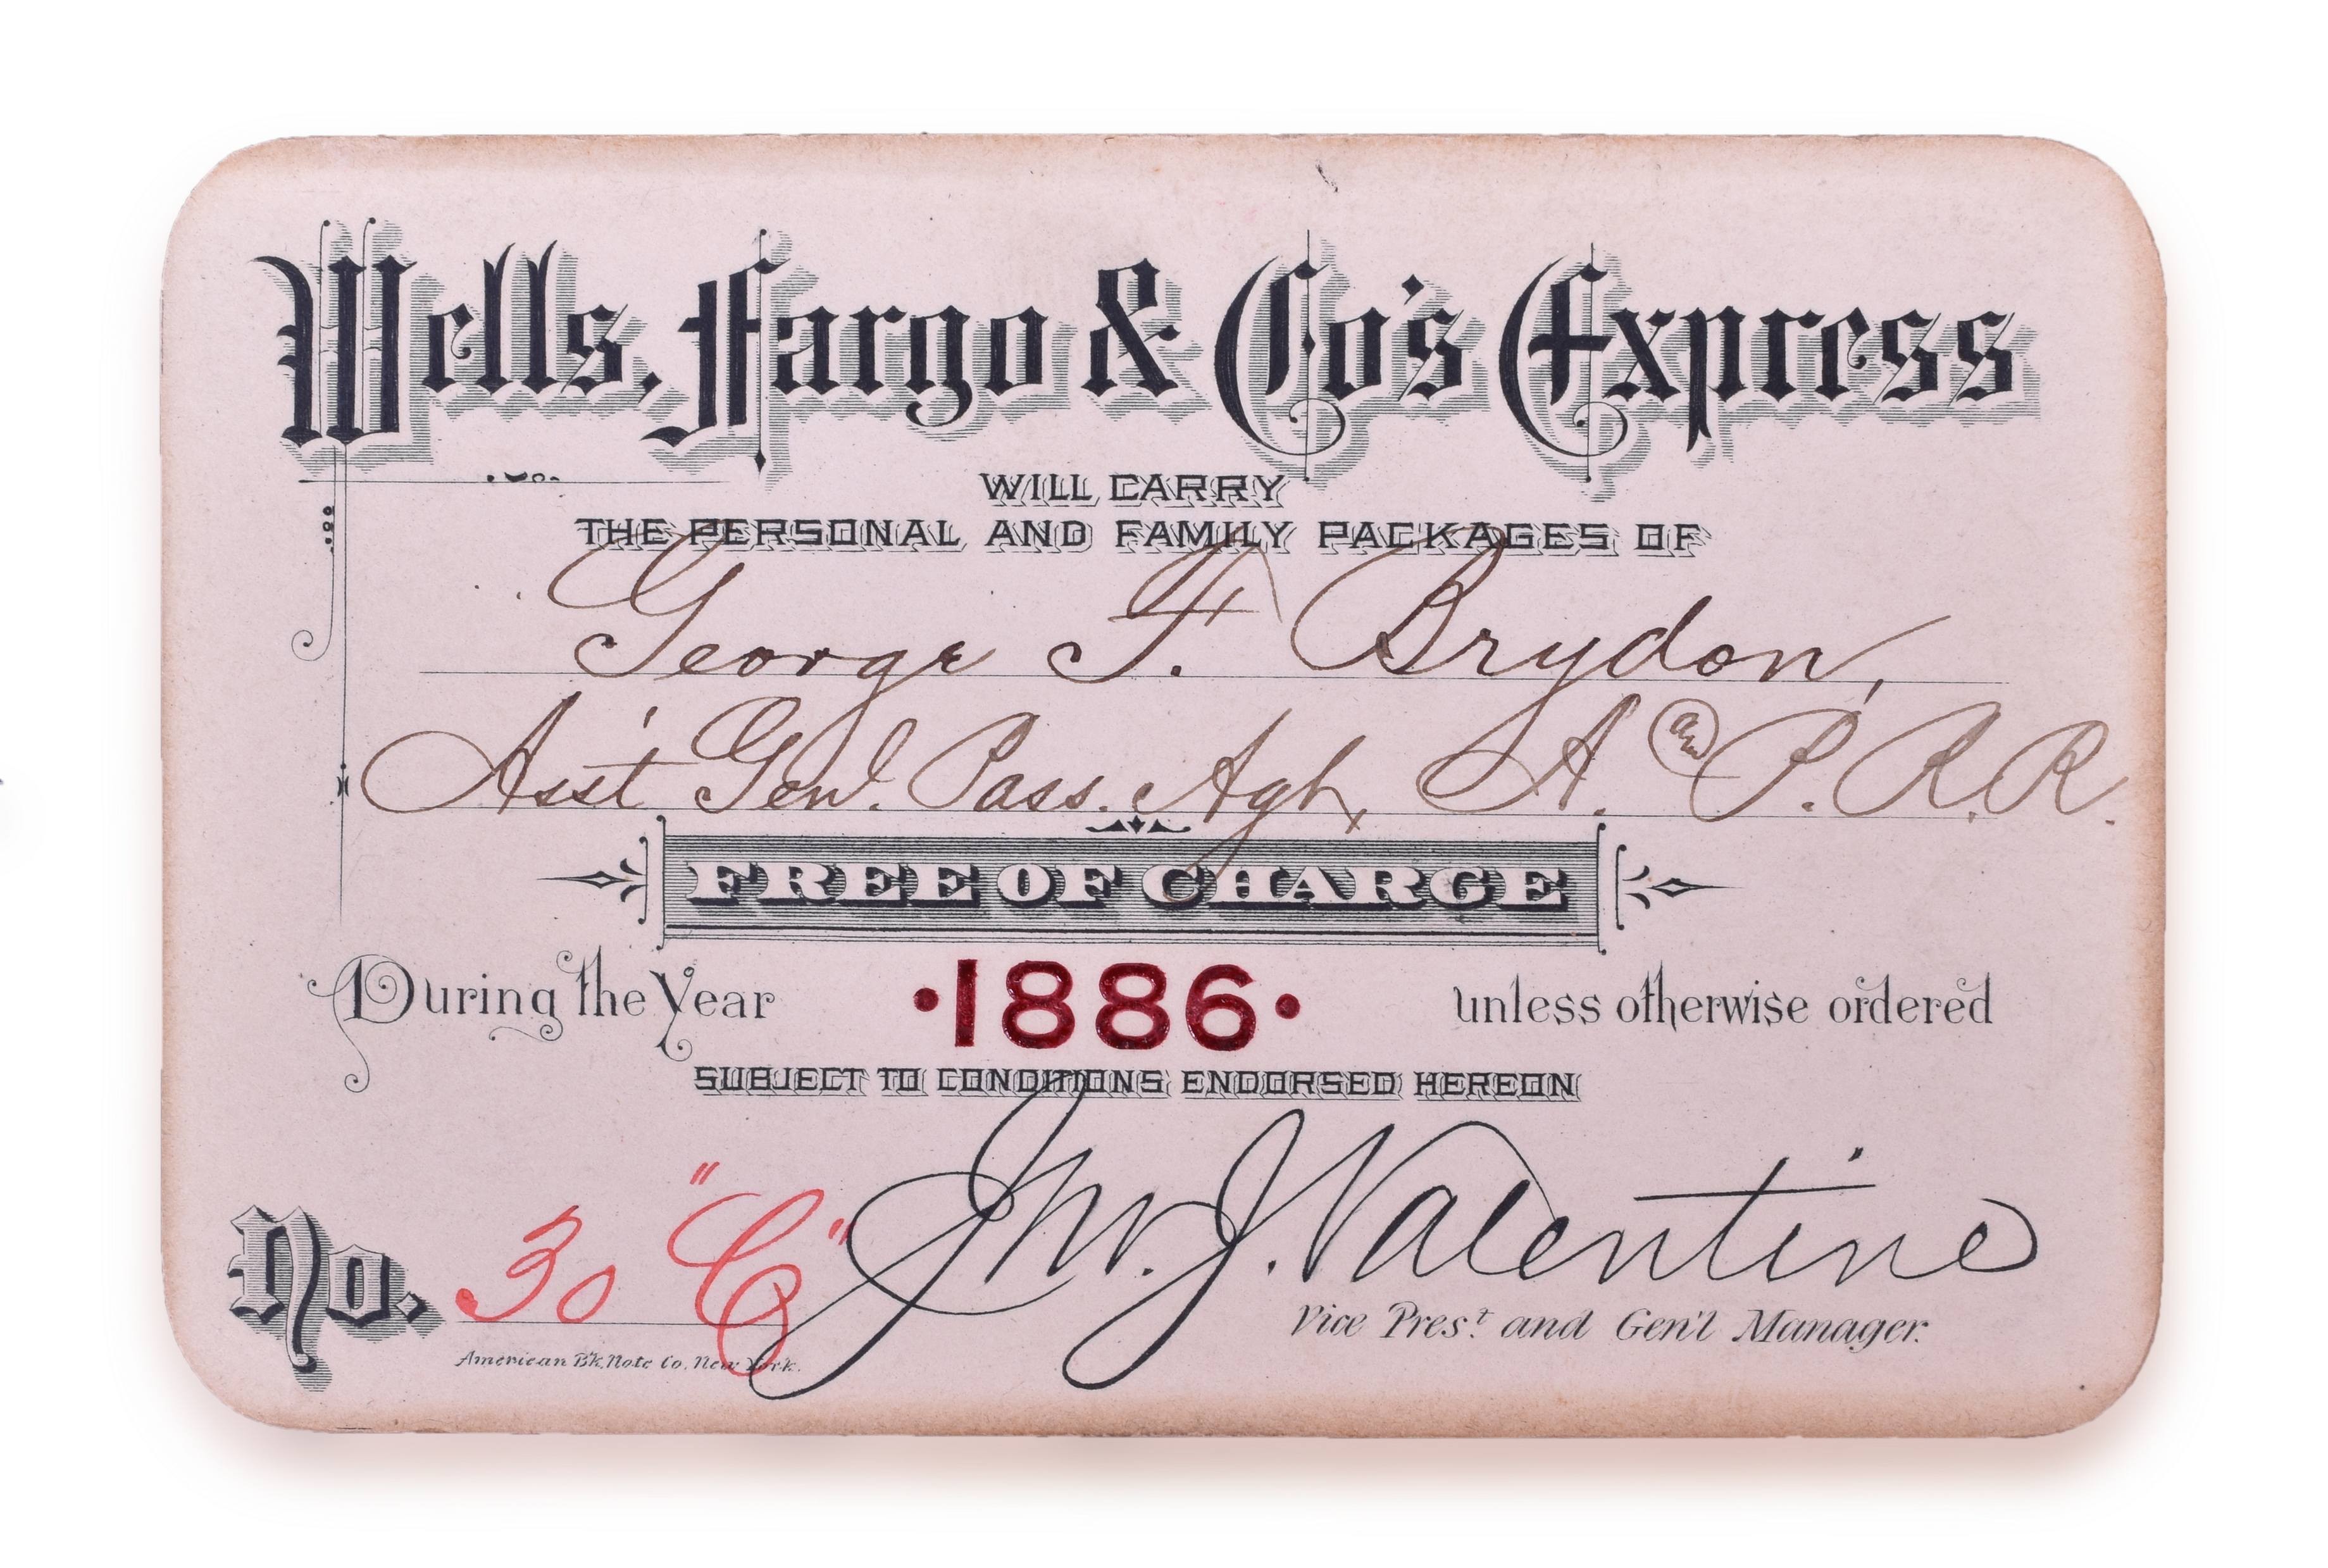 Wells, Fargo & Co's Express
WILL CARRY
THE PERSONAL AND FAMILY PACKAGES OF
George F. Brydon,
Ass't Genl. Pass. Agt, A. & P. R. R.
FREE OF CHARGE
During the Year ·1886· unless otherwise ordered
SUBJECT TO CONDITIONS ENDORSED HEREON
No. 30 "C" Jno. J. Valentine
Vice Prest. and Gen'l Manager.
American Bk. Note Co. New York.